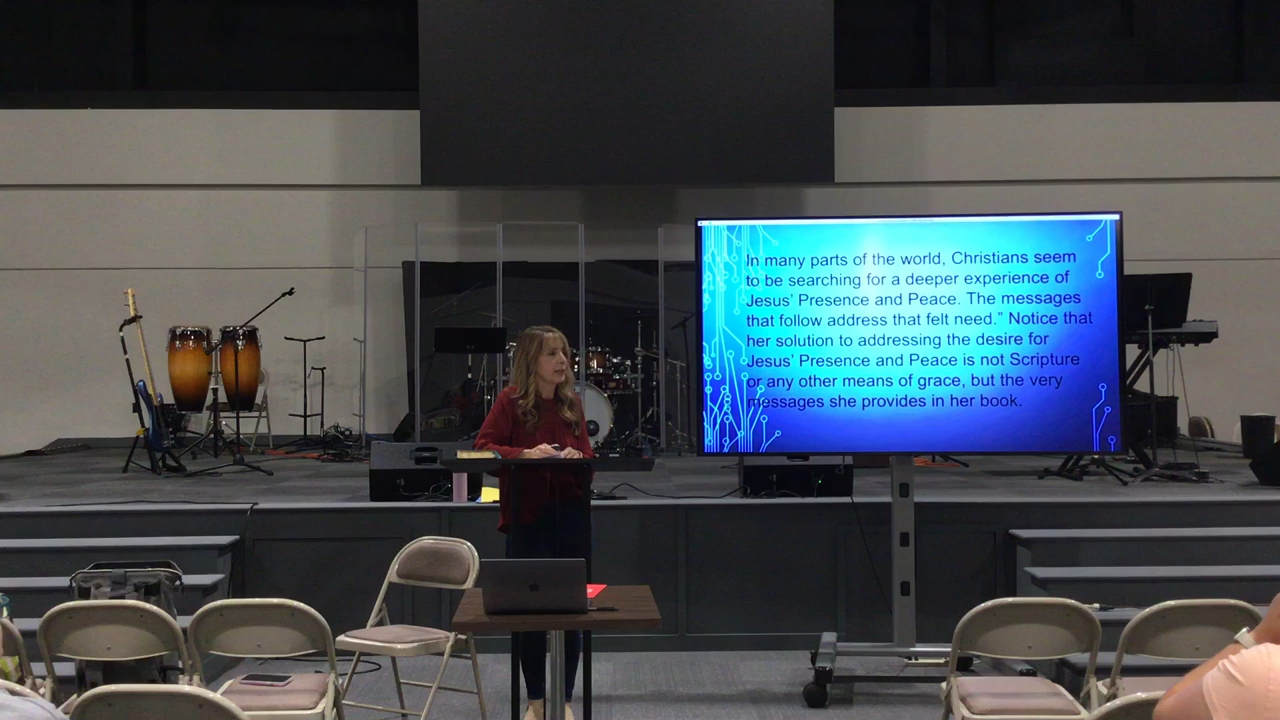 In many parts of the world, Christians seem
to be searching for a deeper experience of
Jesus' Presence and Peace. The messages
that follow address that felt need.” Notice that
her solution to addressing the desire for
Jesus' Presence and Peace is not Scripture
or any other means of grace, but the very
messages she provides in her book.